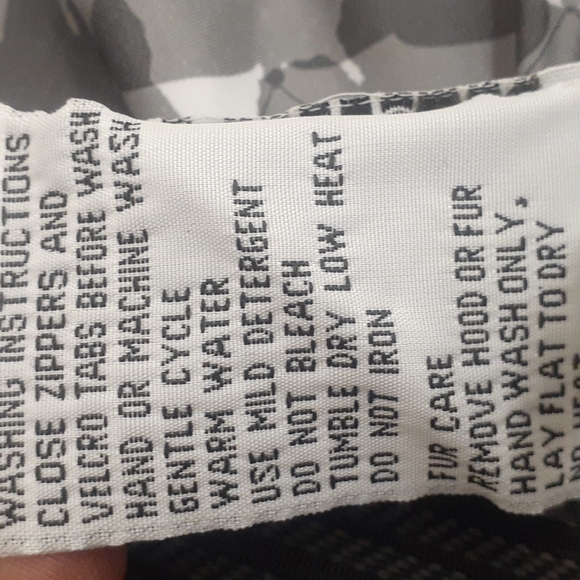 WASHING INSTRUCTIONS
CLOSE ZIPPERS AND
VELCRO TABS BEFORE WASH
HAND OR MACHINE WASH
GENTLE CYCLE
WARM WATER
USE MILD DETERGENT
DO NOT BLEACH
TUMBLE DRY LOW HEAT
DO NOT IRON
FUR CARE
REMOVE HOOD OR FUR
HAND WASH ONLY,
LAY FLAT TO DRY
NO HEAT